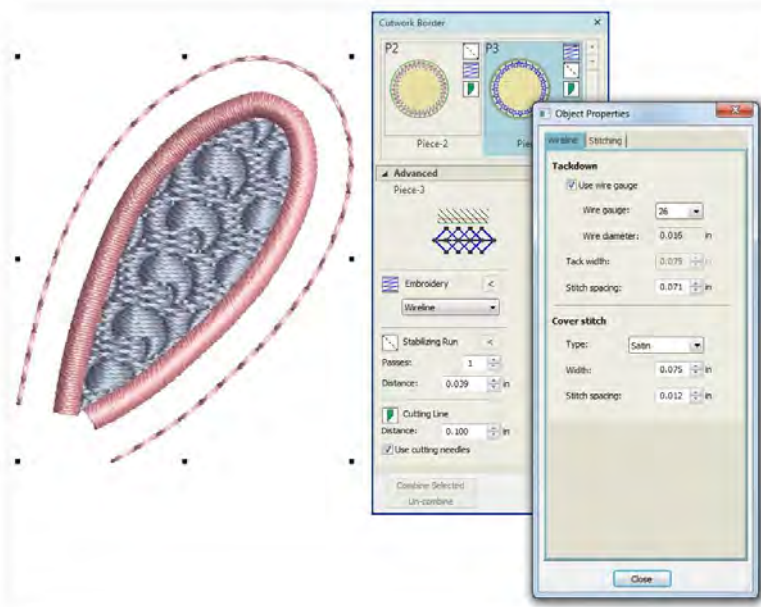 Cutwork Border
P2
P3
Piece-2
Advanced
Piece-3
Embroidery
Wireline
Stabilizing Run
Passes: 1
Distance: 0.039 in
Cutting Line
Distance: 0.100 in
Use cutting needles
Combine Selected
Un-combine
Object Properties
Wireline Stitching
Tackdown
Use wire gauge
Wire gauge: 26
Wire diameter: 0.016 in
Tack width: 0.075 in
Stitch spacing: 0.071 in
Cover stitch
Type: Satin
Width: 0.075 in
Stitch spacing: 0.012 in
Close